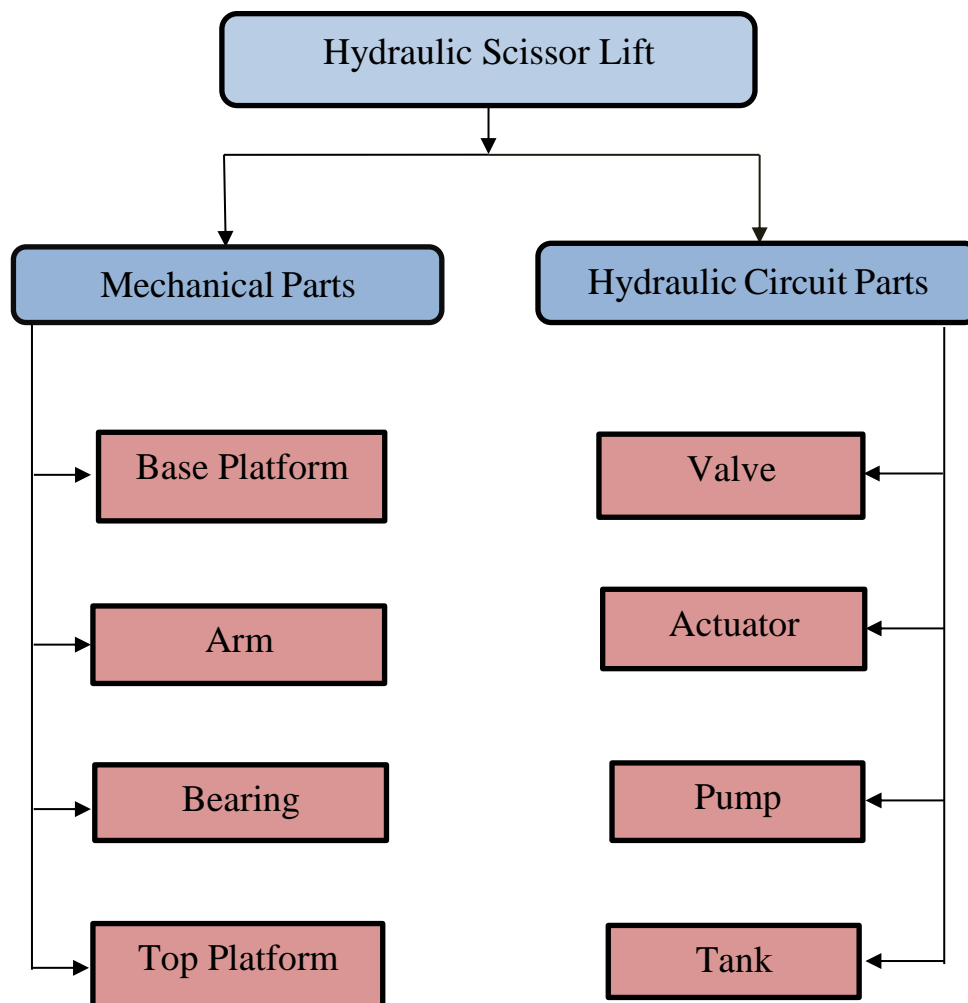 Hydraulic Scissor Lift
Mechanical Parts
Hydraulic Circuit Parts
Base Platform
Valve
Arm
Actuator
Bearing
Pump
Top Platform
Tank